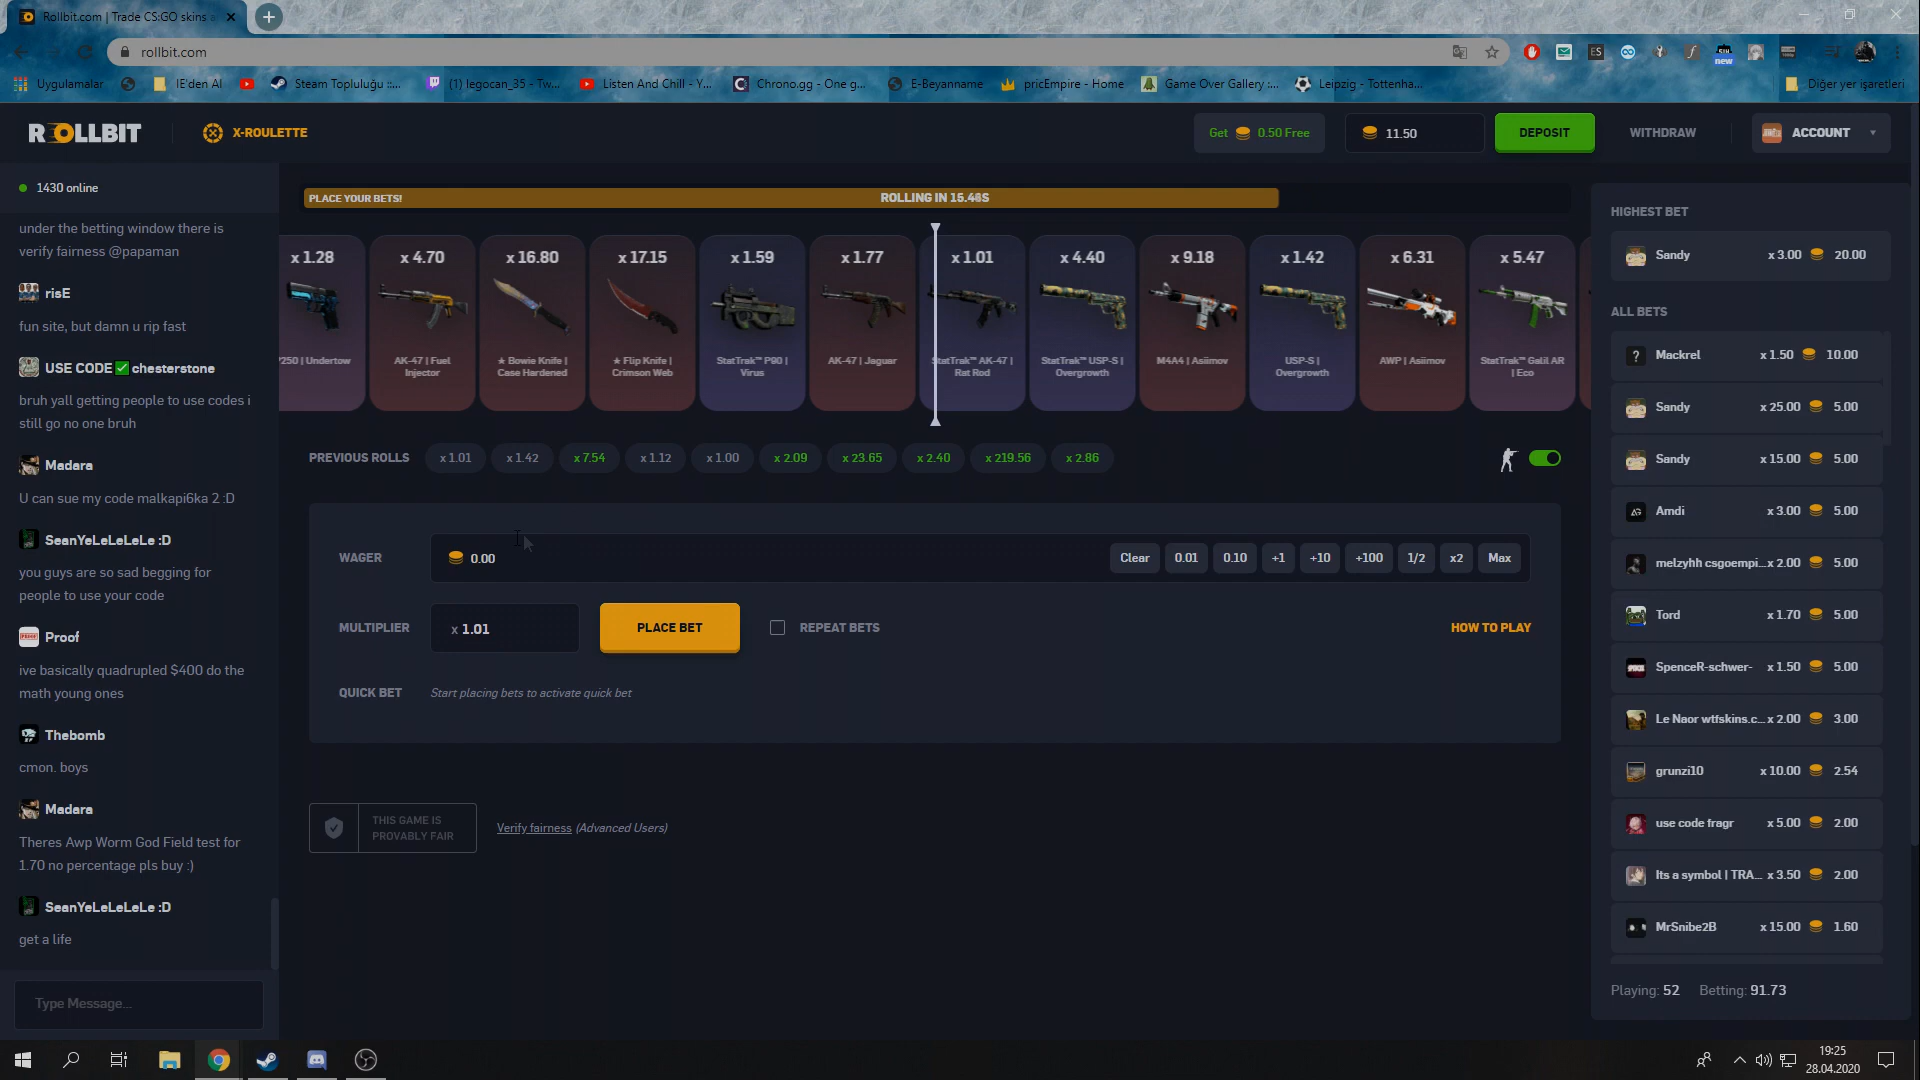 Rollbit.com | Trade CS:GO skins a
rollbit.com
Uygulamalar
IE'den Al
Steam Topluluğu ::...
(1) legocan_35 - Tw...
Listen And Chill - Y...
Chrono.gg - One g...
E-Beyanname
pricEmpire - Home
Game Over Gallery :...
Leipzig - Tottenha...
Diğer yer işaretleri
ES
new
ROLLBIT
X-ROULETTE
Get 0.50 Free
11.50
DEPOSIT
WITHDRAW
ACCOUNT
1430 online
under the betting window there is
verify fairness @papaman
risE
fun site, but damn u rip fast
USE CODE ✅ chesterstone
bruh yall getting people to use codes i
still go no one bruh
Madara
U can sue my code malkapi6ka 2 :D
SeanYeLeLeLeLe :D
you guys are so sad begging for
people to use your code
Proof
ive basically quadrupled $400 do the
math young ones
Thebomb
cmon. boys
Madara
Theres Awp Worm God Field test for
1.70 no percentage pls buy :)
SeanYeLeLeLeLe :D
get a life
Type Message...
PLACE YOUR BETS!
ROLLING IN 15.46S
x 1.28
x 4.70
x 16.80
x 17.15
x 1.59
x 1.77
x 1.01
x 4.40
x 9.18
x 1.42
x 6.31
x 5.47
250 | Undertow
AK-47 | Fuel
Injector
★ Bowie Knife |
Case Hardened
★ Flip Knife |
Crimson Web
StatTrak™ P90 |
Virus
AK-47 | Jaguar
StatTrak™ AK-47 |
Rat Rod
StatTrak™ USP-S |
Overgrowth
M4A4 | Asiimov
USP-S |
Overgrowth
AWP | Asiimov
StatTrak™ Galil AR
| Eco
PREVIOUS ROLLS
x 1.01
x 1.42
x 7.54
x 1.12
x 1.00
x 2.09
x 23.65
x 2.40
x 219.56
x 2.86
WAGER
0.00
Clear
0.01
0.10
+1
+10
+100
1/2
x2
Max
MULTIPLIER
x 1.01
PLACE BET
REPEAT BETS
HOW TO PLAY
QUICK BET
Start placing bets to activate quick bet
THIS GAME IS
PROVABLY FAIR
Verify fairness (Advanced Users)
HIGHEST BET
Sandy x 3.00 20.00
ALL BETS
? Mackrel x 1.50 10.00
Sandy x 25.00 5.00
Sandy x 15.00 5.00
Amdi x 3.00 5.00
melzyhh csgoempi... x 2.00 5.00
Tord x 1.70 5.00
SpenceR-schwer- x 1.50 5.00
Le Naor wtfskins.c... x 2.00 3.00
grunzi10 x 10.00 2.54
use code fragr x 5.00 2.00
Its a symbol | TRA... x 3.50 2.00
MrSnibe2B x 15.00 1.60
Playing: 52 Betting: 91.73
19:25
28.04.2020